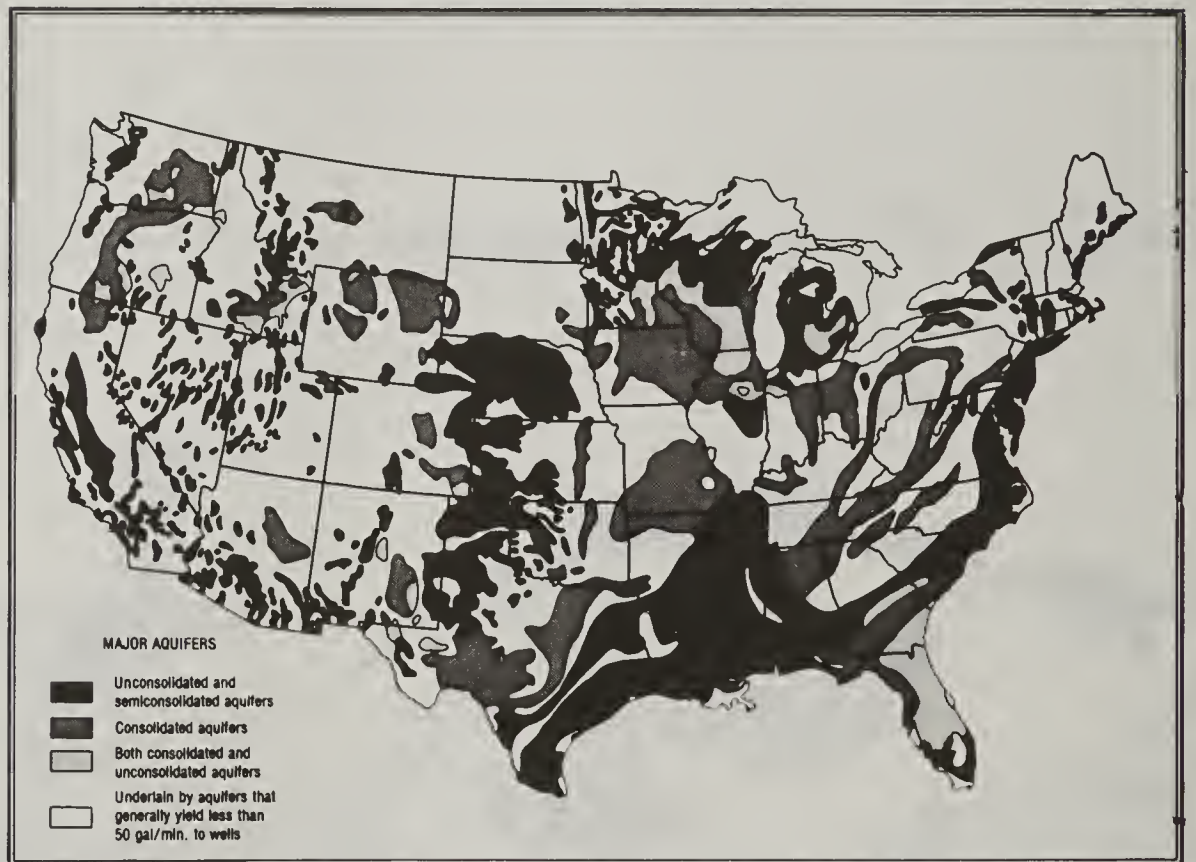 MAJOR AQUIFERS
Unconsolidated and
semiconsolidated aquifers
Consolidated aquifers
Both consolidated and
unconsolidated aquifers
Underlain by aquifers that
generally yield less than
50 gal/min. to wells